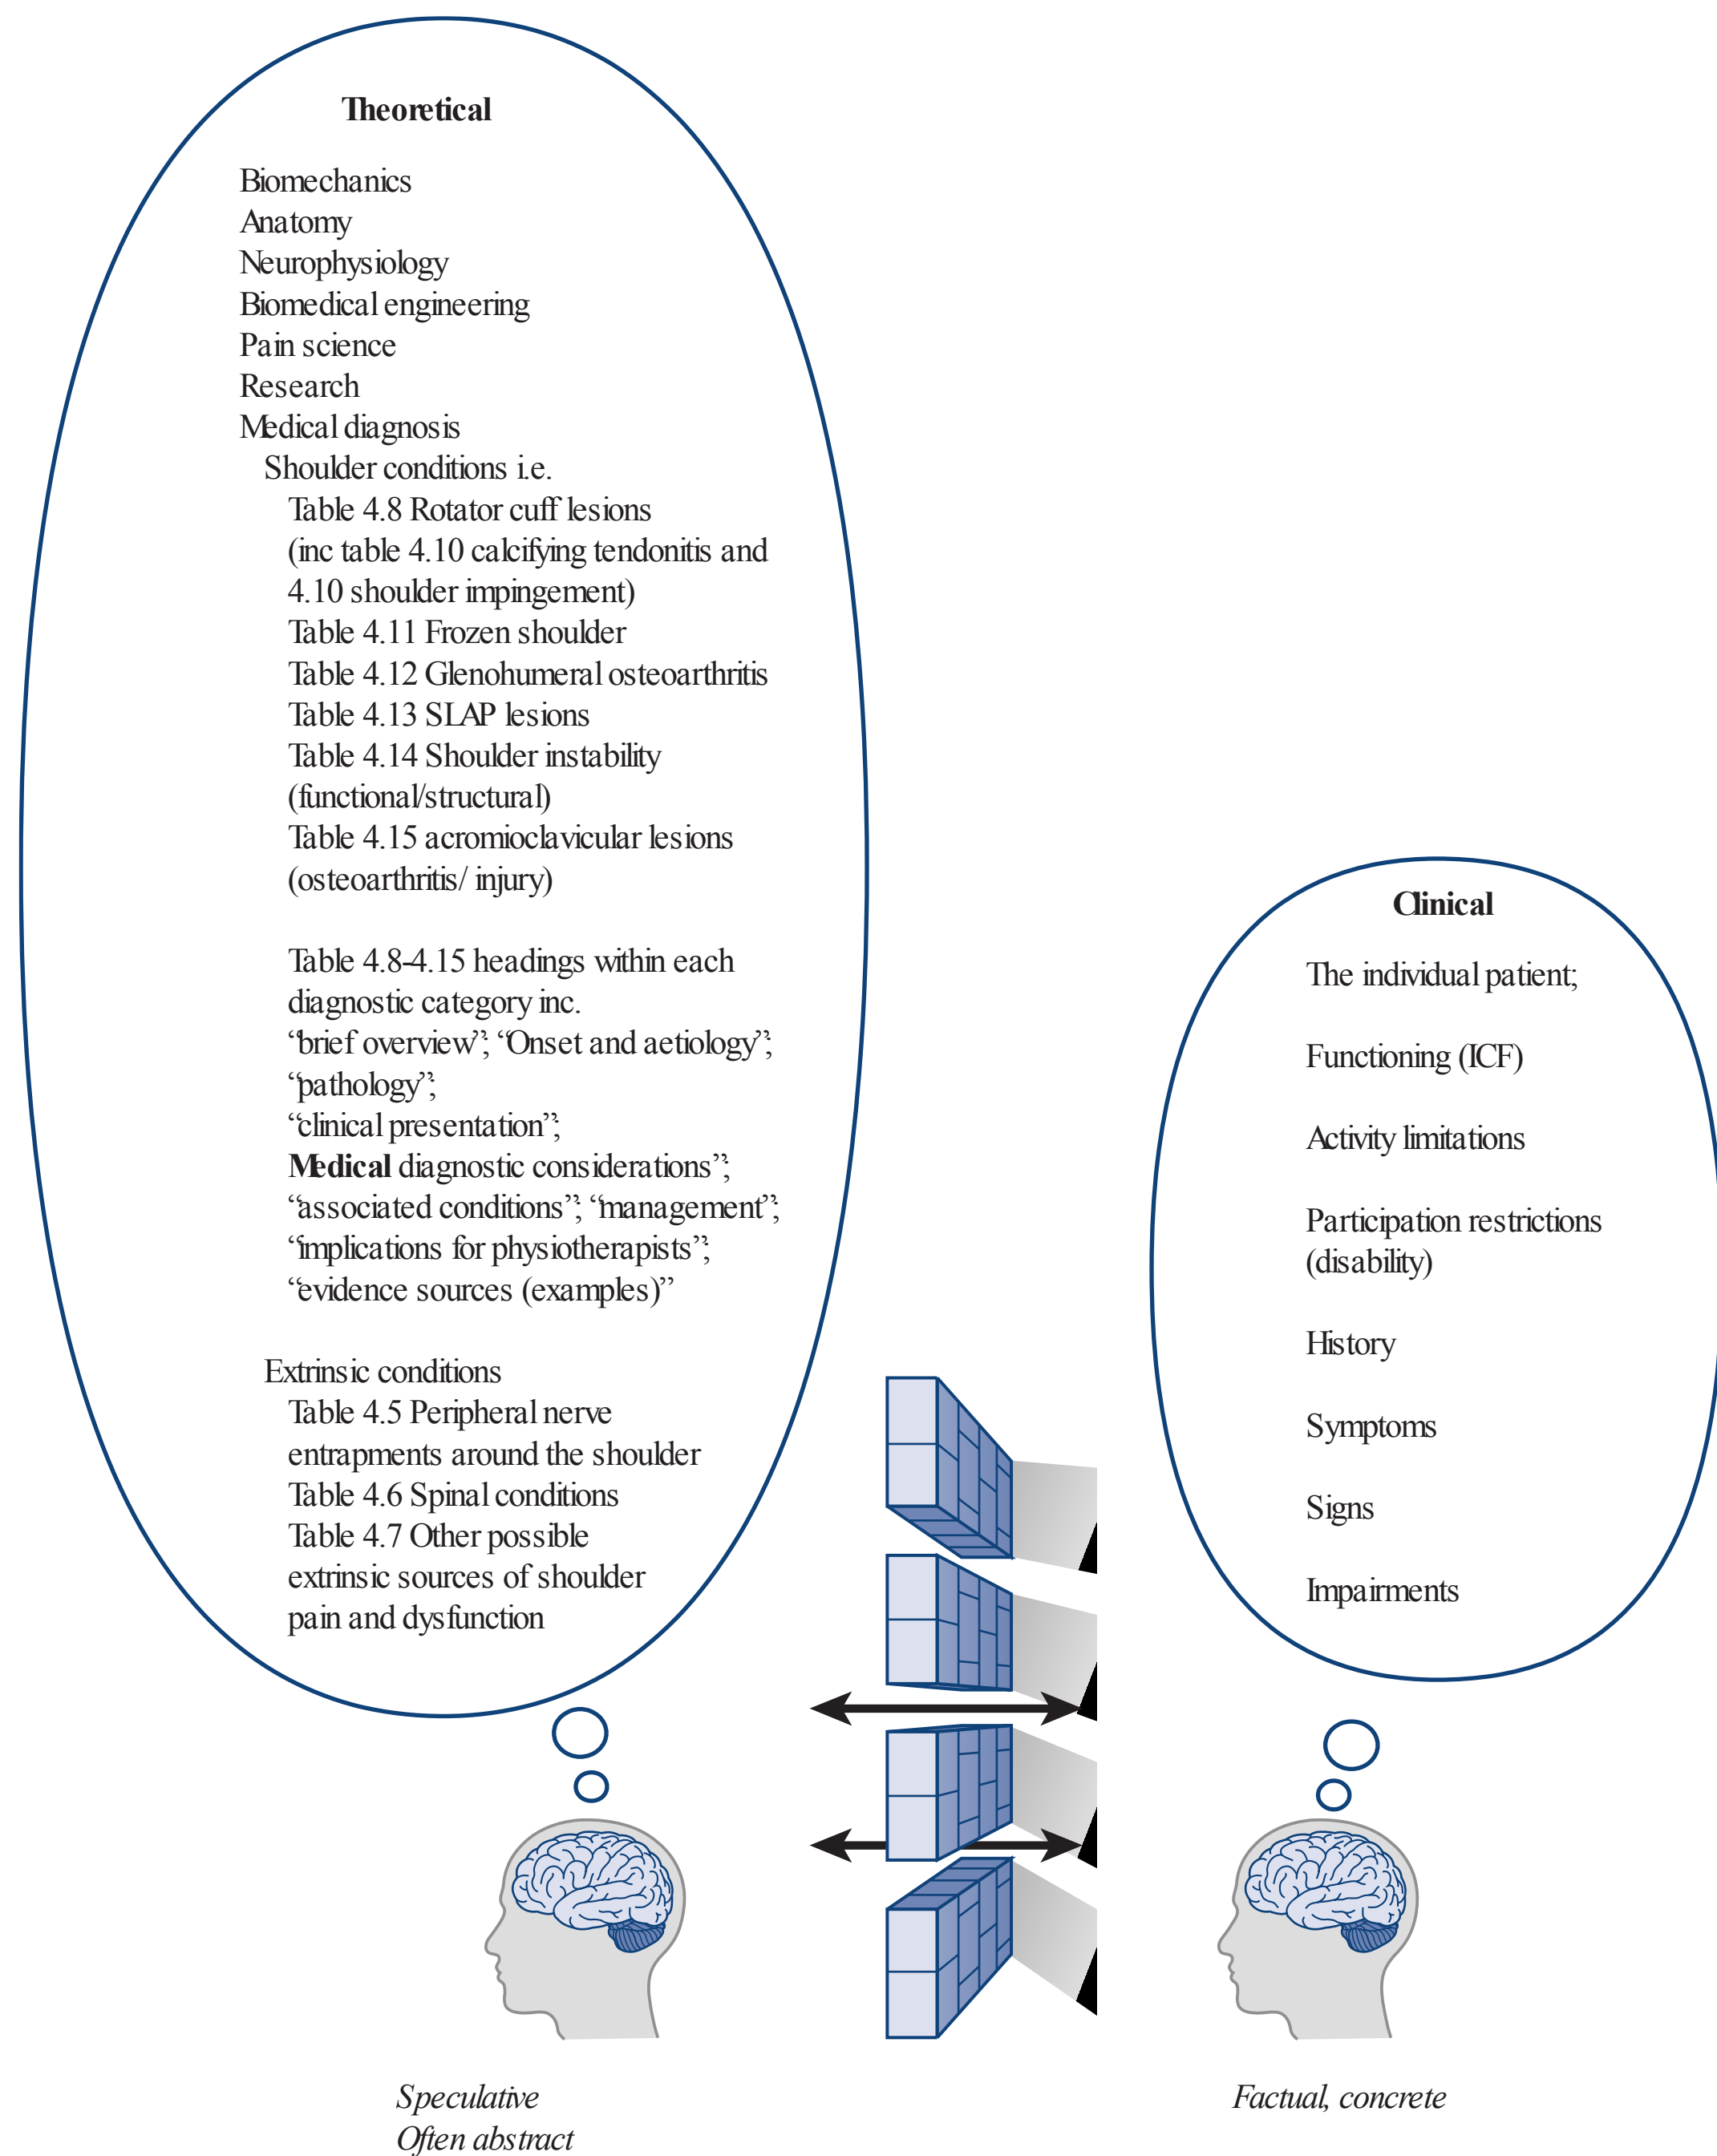 Theoretical
Biomechanics
Anatomy
Neurophysiology
Biomedical engineering
Pain science
Research
Medical diagnosis
Shoulder conditions i.e.
Table 4.8 Rotator cuff lesions
(inc table 4.10 calcifying tendonitis and
4.10 shoulder impingement)
Table 4.11 Frozen shoulder
Table 4.12 Glenohumeral osteoarthritis
Table 4.13 SLAP lesions
Table 4.14 Shoulder instability
(functional/structural)
Table 4.15 acromioclavicular lesions
(osteoarthritis/ injury)
Table 4.8-4.15 headings within each
diagnostic category inc.
“brief overview”; “Onset and aetiology”;
“pathology”;
“clinical presentation”;
Medical diagnostic considerations”;
“associated conditions”; “management”;
“implications for physiotherapists”;
“evidence sources (examples)”
Extrinsic conditions
Table 4.5 Peripheral nerve
entrapments around the shoulder
Table 4.6 Spinal conditions
Table 4.7 Other possible
extrinsic sources of shoulder
pain and dysfunction
Speculative
Often abstract
Clinical
The individual patient;
Functioning (ICF)
Activity limitations
Participation restrictions
(disability)
History
Symptoms
Signs
Impairments
Factual, concrete